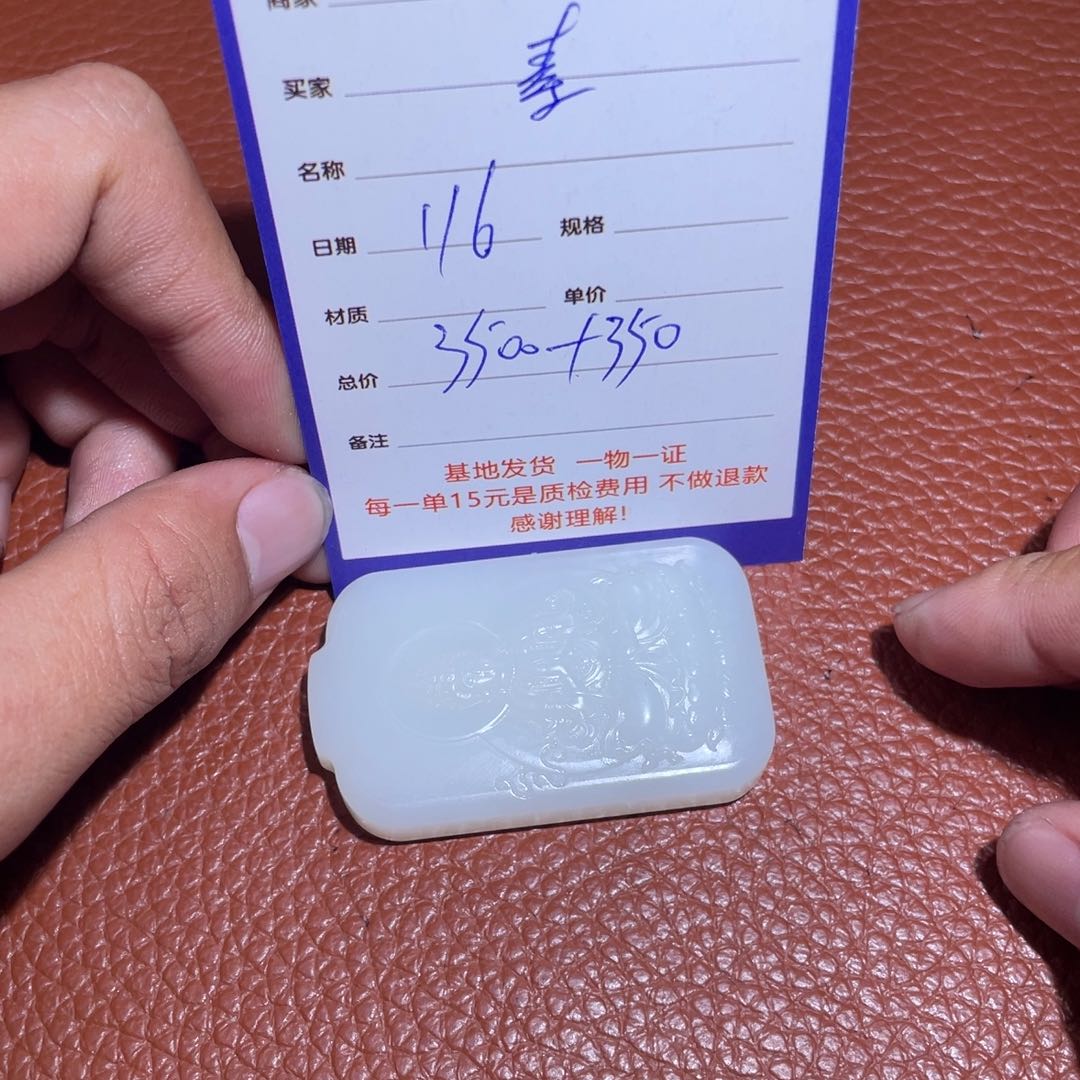 商家
买家
名称
日期 1/6 规格
材质 单价
总价 3500+350
备注
基地发货 一物一证
每一单15元是质检费用 不做退款
感谢理解!